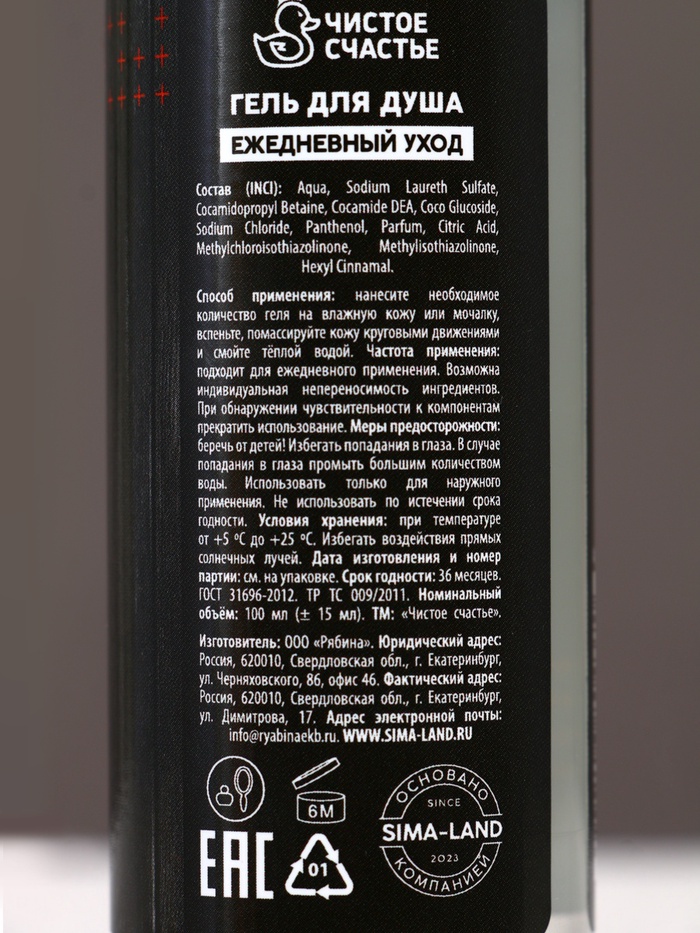 ЧИСТОЕ
СЧАСТЬЕ
ГЕЛЬ ДЛЯ ДУША
ЕЖЕДНЕВНЫЙ УХОД
Состав (INCI): Aqua, Sodium Laureth Sulfate,
Cocamidopropyl Betaine, Cocamide DEA, Coco Glucoside,
Sodium Chloride, Panthenol, Parfum, Citric Acid,
Methylchloroisothiazolinone, Methylisothiazolinone,
Hexyl Cinnamal.
Способ применения: нанесите необходимое
количество геля на влажную кожу или мочалку,
вспеньте, помассируйте кожу круговыми движениями
и смойте тёплой водой. Частота применения:
подходит для ежедневного применения. Возможна
индивидуальная непереносимость ингредиентов.
При обнаружении чувствительности к компонентам
прекратить использование. Меры предосторожности:
беречь от детей! Избегать попадания в глаза. В случае
попадания в глаза промыть большим количеством
воды. Использовать только для наружного
применения. Не использовать по истечении срока
годности. Условия хранения: при температуре
от +5 °С до +25 °С. Избегать воздействия прямых
солнечных лучей. Дата изготовления и номер
партии: см. на упаковке. Срок годности: 36 месяцев.
ГОСТ 31696-2012. ТР ТС 009/2011. Номинальный
объём: 100 мл (± 15 мл). ТМ: «Чистое счастье».
Изготовитель: ООО «Рябина». Юридический адрес:
Россия, 620010, Свердловская обл., г. Екатеринбург,
ул. Черняховского, 86, офис 46. Фактический адрес:
Россия, 620010, Свердловская обл., г. Екатеринбург,
ул. Димитрова, 17. Адрес электронной почты:
info@ryabinaekb.ru. WWW.SIMA-LAND.RU
6М
ЕАС
01
ОСНОВАНО
SINCE
SIMA-LAND
2023
КОМПАНИЕЙ